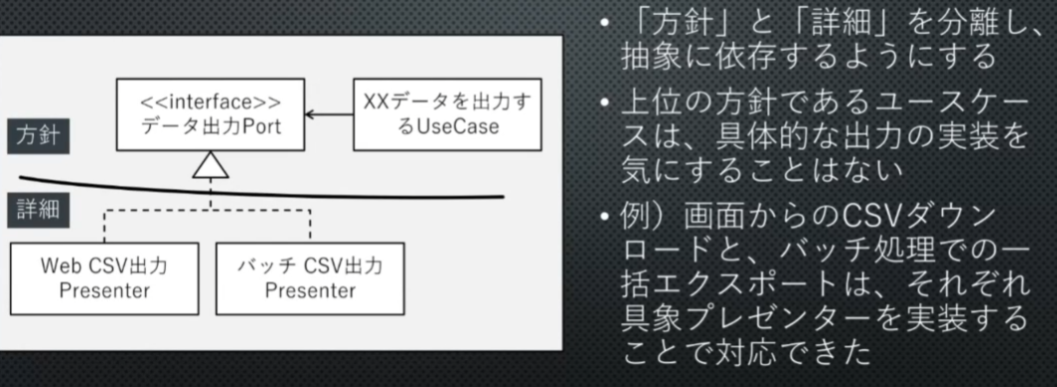 <<interface>>
データ出力Port
XXデータを出力す
るUseCase
方針
詳細
Web CSV出力
Presenter
バッチ CSV出力
Presenter
・「方針」と「詳細」を分離し、
抽象に依存するようにする
・上位の方針であるユースケー
スは、具体的な出力の実装を
気にすることはない
・例）画面からのCSVダウン
ロードと、バッチ処理での一
括エクスポートは、それぞれ
具象プレゼンターを実装する
ことで対応できた